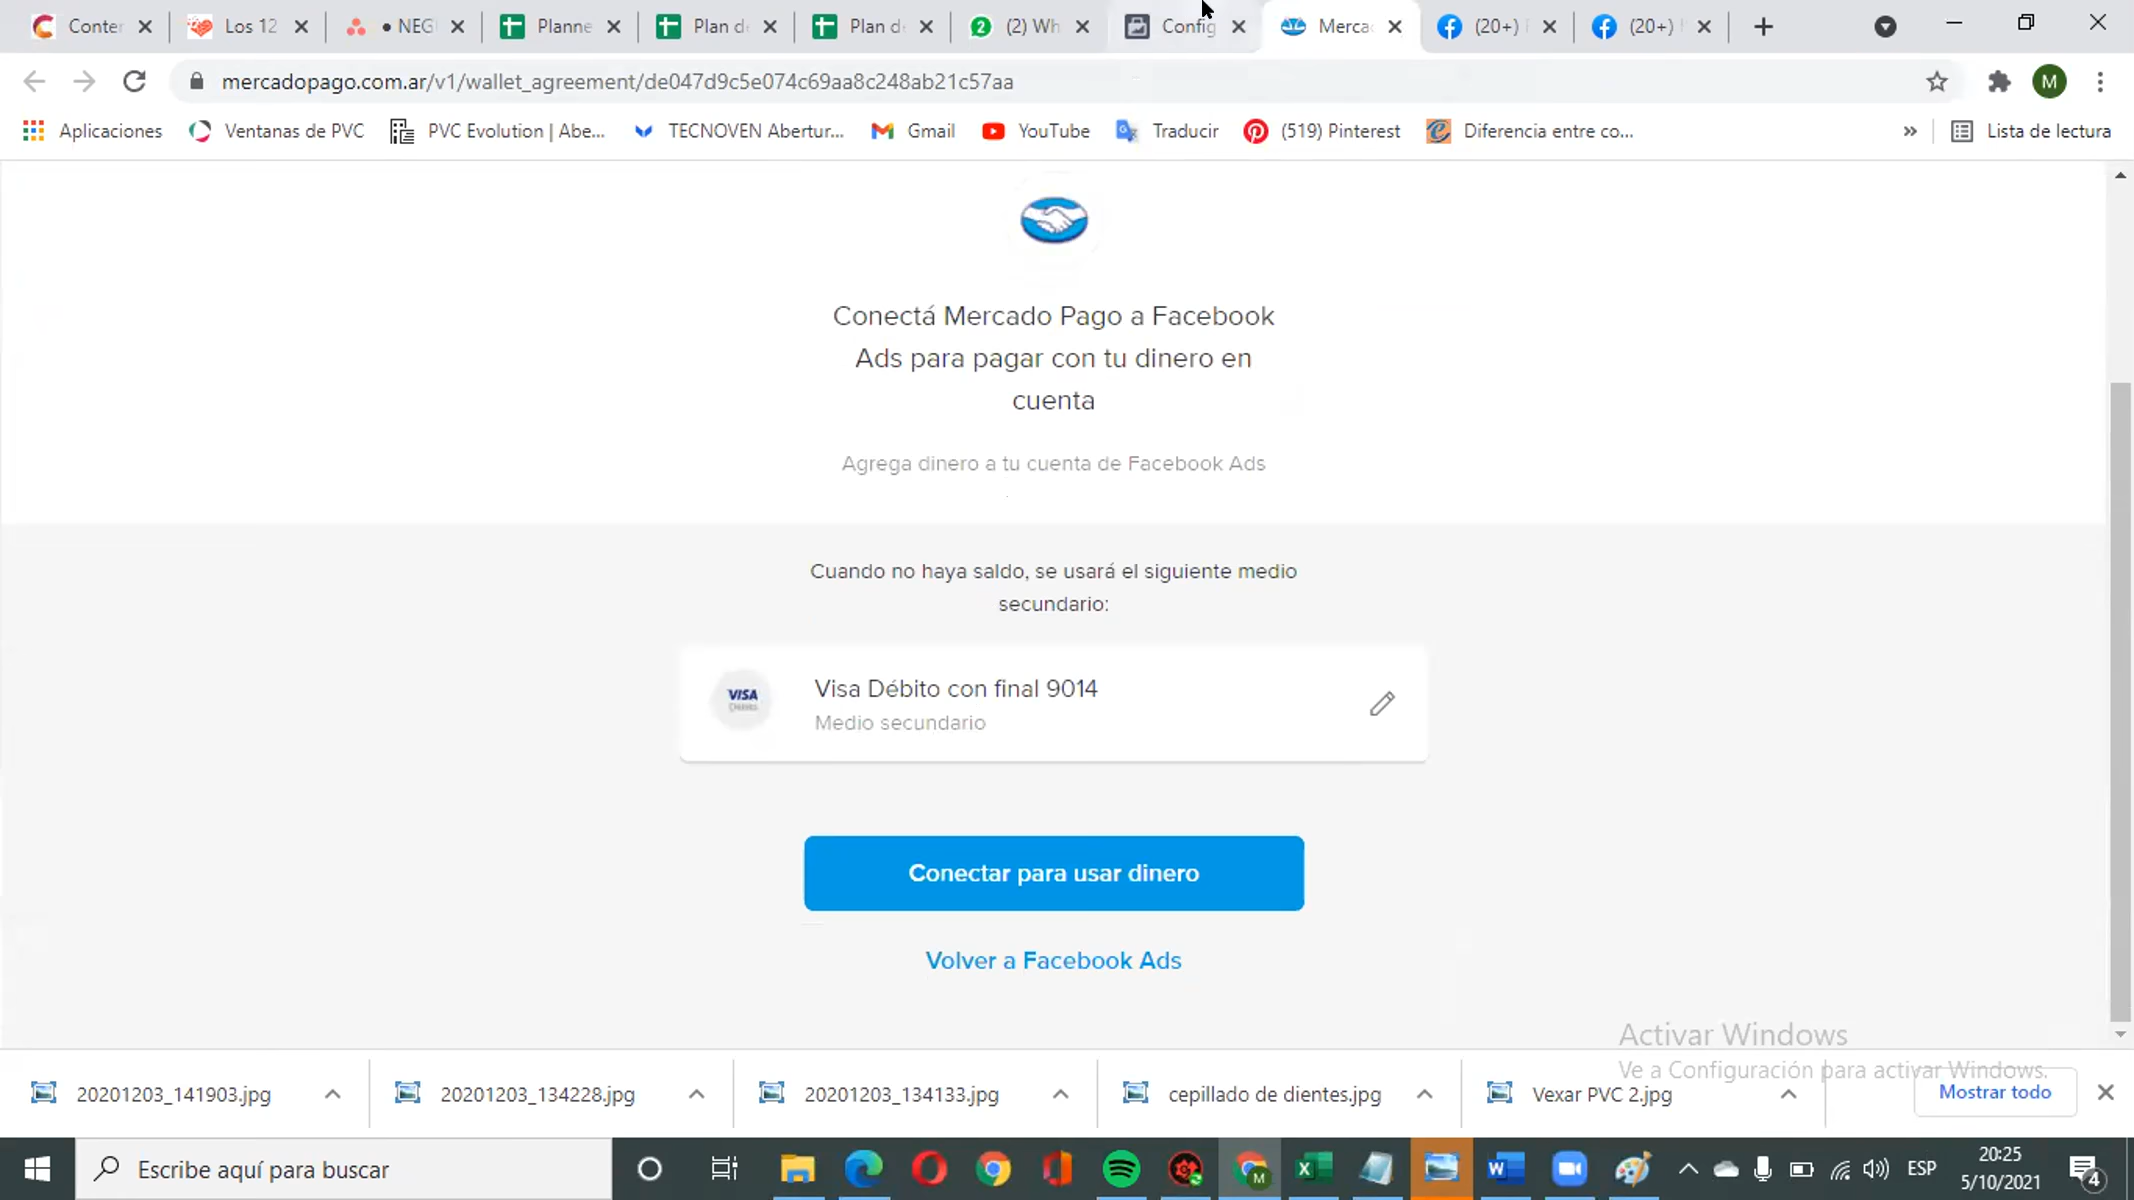 Conter
Los 12
• NEG
Planne
Plan d
Plan d
2
(2) Wh
Config
Merca
(20+)
(20+)
mercadopago.com.ar/v1/wallet_agreement/de047d9c5e074c69aa8c248ab21c57aa
M
Aplicaciones
Ventanas de PVC
PVC Evolution | Abe...
TECNOVEN Abertur...
Gmail
YouTube
Traducir
(519) Pinterest
Diferencia entre co...
»
Lista de lectura
Conectá Mercado Pago a Facebook
Ads para pagar con tu dinero en
cuenta
Agrega dinero a tu cuenta de Facebook Ads
Cuando no haya saldo, se usará el siguiente medio
secundario:
VISA
Visa Débito con final 9014
Medio secundario
Conectar para usar dinero
Volver a Facebook Ads
Activar Windows
Ve a Configuración para activar Windows.
20201203_141903.jpg
20201203_134228.jpg
20201203_134133.jpg
cepillado de dientes.jpg
Vexar PVC 2.jpg
Mostrar todo
Escribe aquí para buscar
M
ESP
20:25
5/10/2021
4